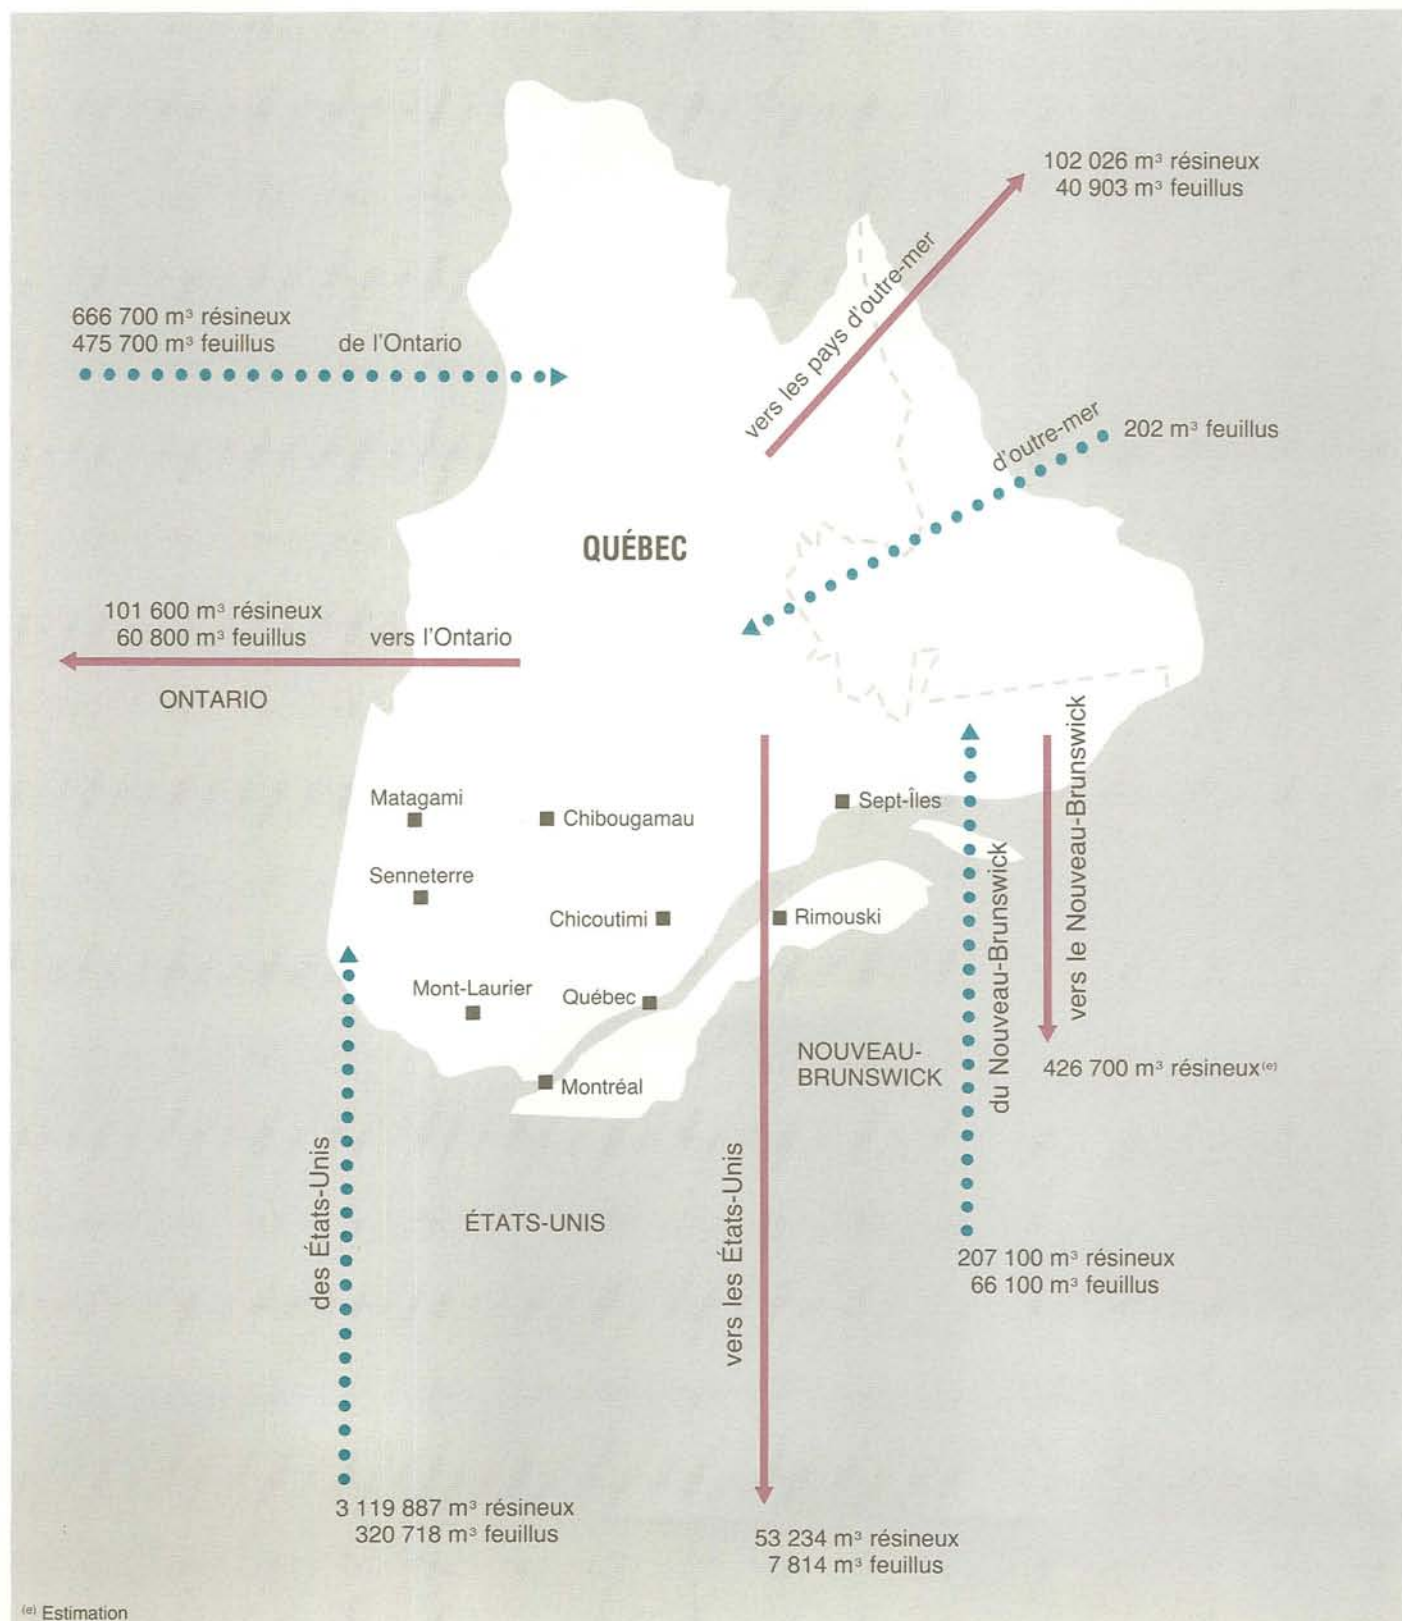 102 026 m³ résineux
40 903 m³ feuillus
vers les pays d'outre-mer
666 700 m³ résineux
475 700 m³ feuillus
de l'Ontario
d'outre-mer
202 m³ feuillus
QUÉBEC
101 600 m³ résineux
60 800 m³ feuillus
vers l'Ontario
ONTARIO
Matagami
Chibougamau
Sept-Îles
Senneterre
Chicoutimi
Rimouski
Mont-Laurier
Québec
Montréal
NOUVEAU-
BRUNSWICK
du Nouveau-Brunswick
vers le Nouveau-Brunswick
426 700 m³ résineux(e)
des États-Unis
ÉTATS-UNIS
vers les États-Unis
207 100 m³ résineux
66 100 m³ feuillus
3 119 887 m³ résineux
320 718 m³ feuillus
53 234 m³ résineux
7 814 m³ feuillus
(e) Estimation